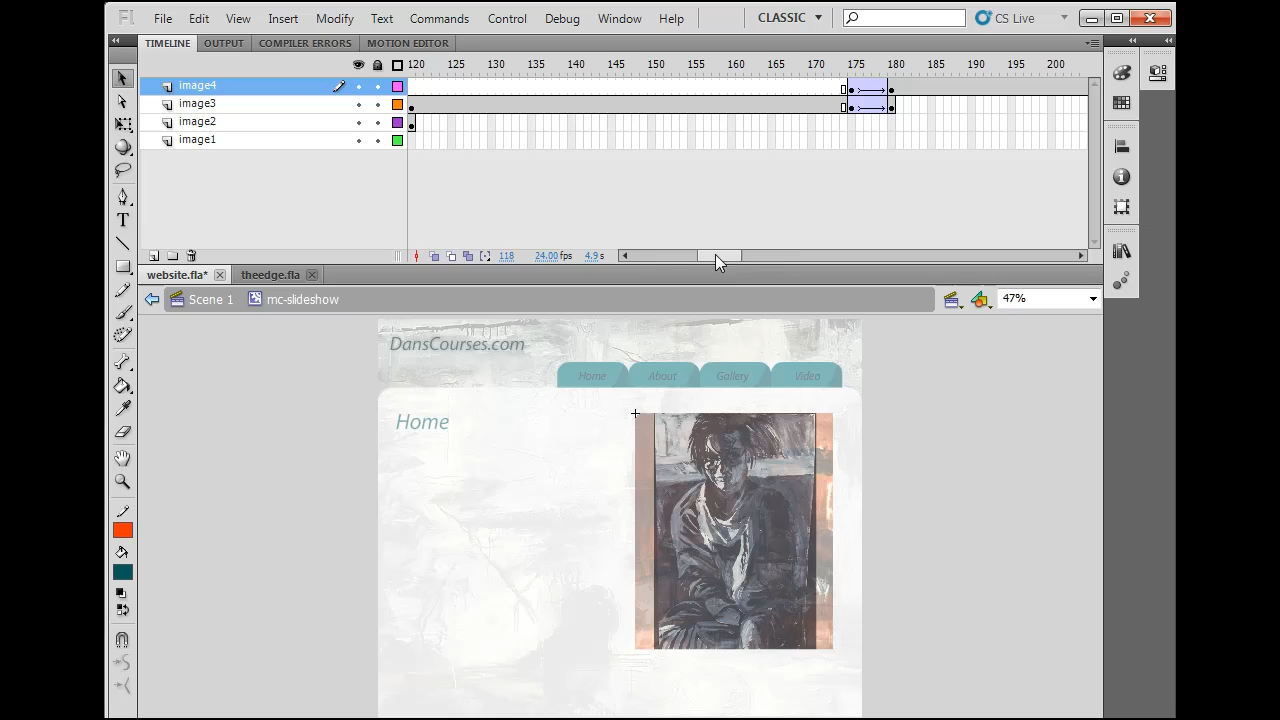 Fl File Edit View Insert Modify Text Commands Control Debug Window Help CLASSIC CS Live
TIMELINE OUTPUT COMPILER ERRORS MOTION EDITOR
120 125 130 135 140 145 150 155 160 165 170 175 180 185 190 195 200
image4
image3
image2
image1
118 24.00 fps 4.9 s
website.fla* theedge.fla
Scene 1 mc-slideshow 47%
DansCourses.com
Home About Gallery Video
Home